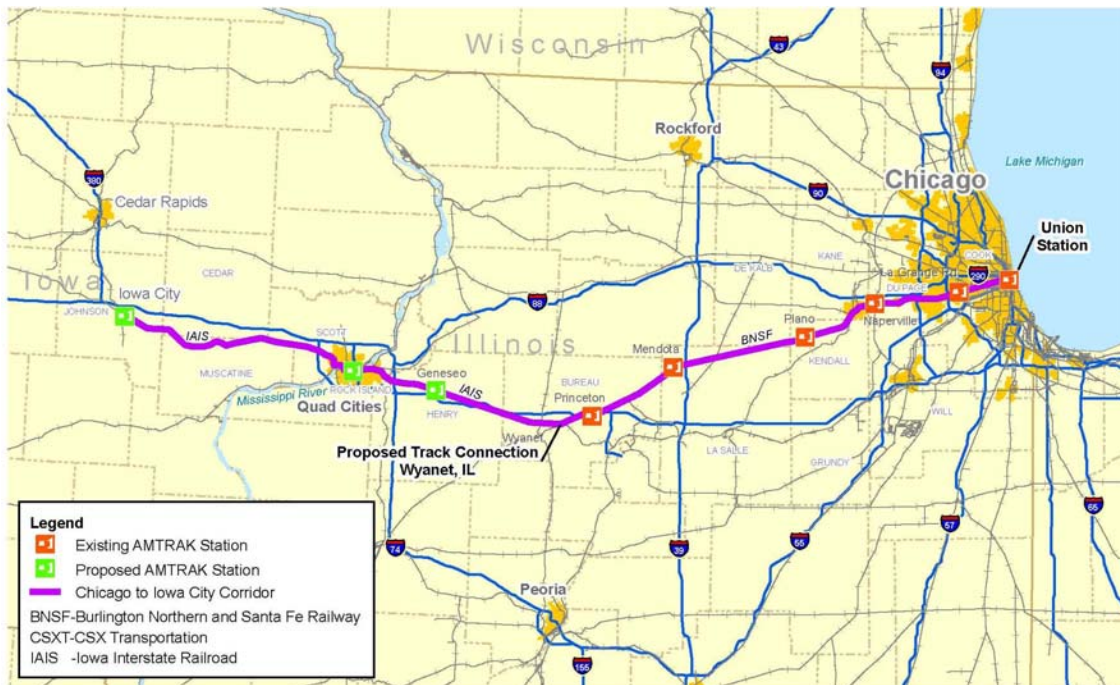 Wisconsin
43
94
Rockford
Lake Michigan
380
Chicago
90
Cedar Rapids
Union
Station
KANE
COOK
CEDAR
DE KALB
La Grange Rd.
290
Iowa
Iowa City
DU PAGE
88
JOHNSON
IAIS
SCOTT
Plano
Naperville
BNSF
Illinois
Mendota
KENDALL
MUSCATINE
Geneseo
ROCK ISLAND
IAIS
BUREAU
Mississippi River
Princeton
Quad Cities
HENRY
WILL
Wyanet
Proposed Track Connection
Wyanet, IL
LA SALLE
GRUNDY
Legend
Existing AMTRAK Station
Proposed AMTRAK Station
Chicago to Iowa City Corridor
BNSF-Burlington Northern and Santa Fe Railway
CSXT-CSX Transportation
IAIS -Iowa Interstate Railroad
74
39
55
57
65
Peoria
155